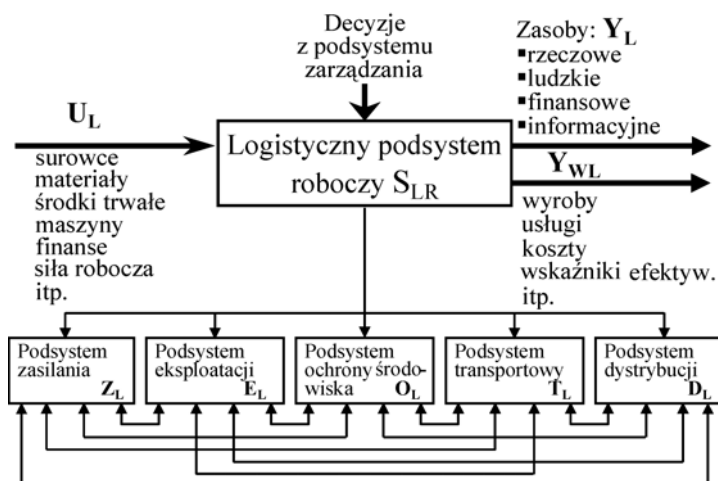 Decyzje
z podsystemu
zarządzania
Zasoby: Y_L
▪rzeczowe
▪ludzkie
▪finansowe
▪informacyjne
U_L
surowce
materiały
środki trwałe
maszyny
finanse
siła robocza
itp.
Logistyczny podsystem
roboczy S_LR
Y_WL
wyroby
usługi
koszty
wskaźniki efektyw.
itp.
Podsystem
zasilania
Z_L
Podsystem
eksploatacji
E_L
Podsystem
ochrony środo-
wiska O_L
Podsystem
transportowy
T_L
Podsystem
dystrybucji
D_L